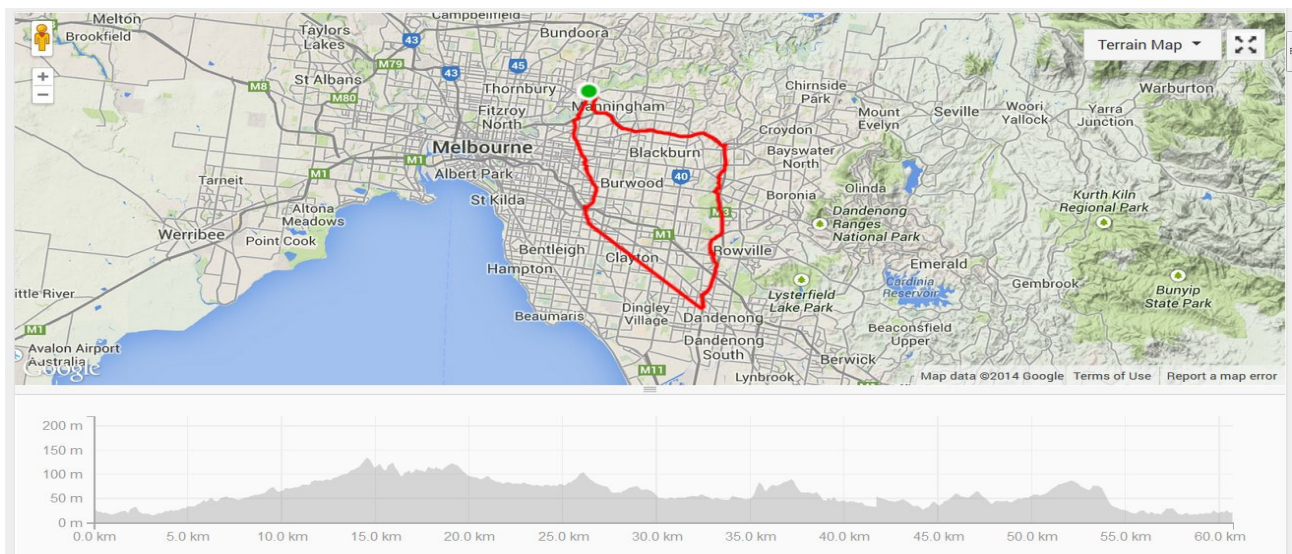 Melton
Brookfield
Taylors
Lakes
Campbellfield
Bundoora
43
M79
45
43
St Albans
M8
M80
Thornbury
Manningham
Fitzroy
North
Melbourne
Blackburn
Croydon
Chirnside
Park
Mount
Evelyn
Seville
Woori
Yallock
Yarra
Junction
Warburton
Terrain Map
+
−
Bayswater
North
M1
Albert Park
Tarneit
M1
St Kilda
Burwood
40
Boronia
Olinda
Kurth Kiln
Regional Park
Altona
Meadows
Dandenong
Ranges
National Park
M3
Werribee
Point Cook
M1
Bentleigh
Clayton
Rowville
Hampton
Emerald
Cardinia
Reservoir
Gembrook
Bunyip
State Park
Lysterfield
Lake Park
ittle River
Beaumaris
Dingley
Village
Dandenong
Dandenong
South
Beaconsfield
Upper
M1
Avalon Airport
Australia
Google
Berwick
M11
Lynbrook
Map data ©2014 Google
Terms of Use
Report a map error
200 m
150 m
100 m
50 m
0 m
0.0 km 5.0 km 10.0 km 15.0 km 20.0 km 25.0 km 30.0 km 35.0 km 40.0 km 45.0 km 50.0 km 55.0 km 60.0 km